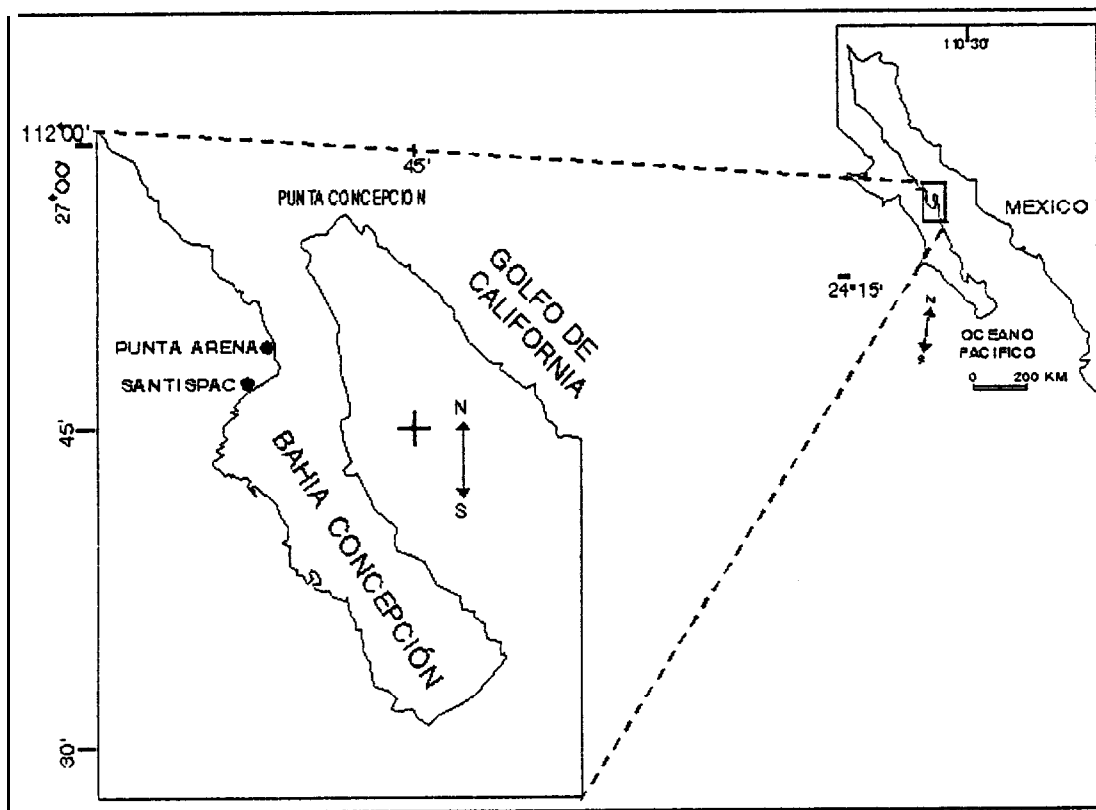 110°30'
112°00'
27°00'
45'
PUNTA CONCEPCION
GOLFO DE
CALIFORNIA
MEXICO
24°15'
N
S
OCEANO
PACIFICO
0 200 KM
PUNTA ARENA
SANTISPAC
45'
N
S
BAHIA CONCEPCIÓN
30'